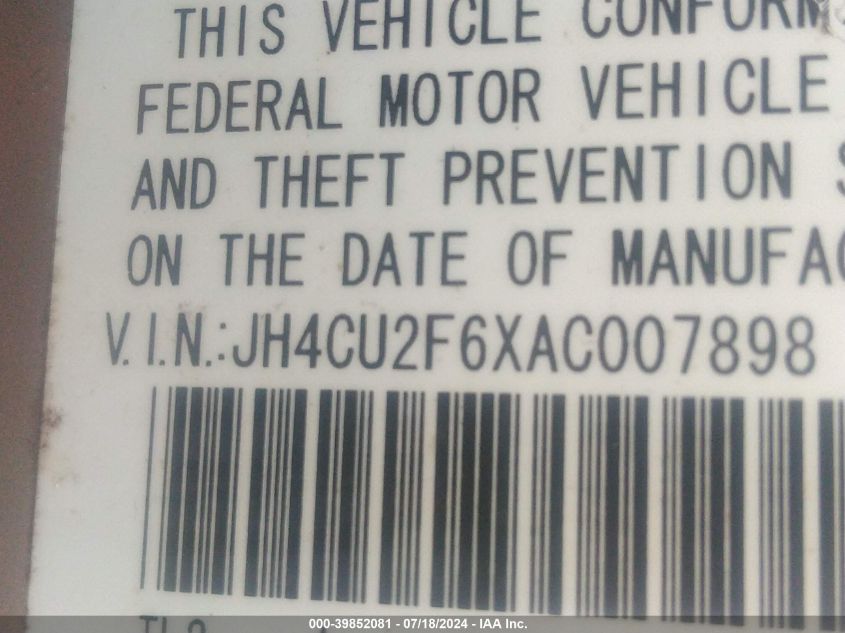 THIS VEHICLE CONFORM
FEDERAL MOTOR VEHICLE
AND THEFT PREVENTION S
ON THE DATE OF MANUFAC
V.I.N.:JH4CU2F6XAC007898
000-39852081 - 07/18/2024 - IAA Inc.